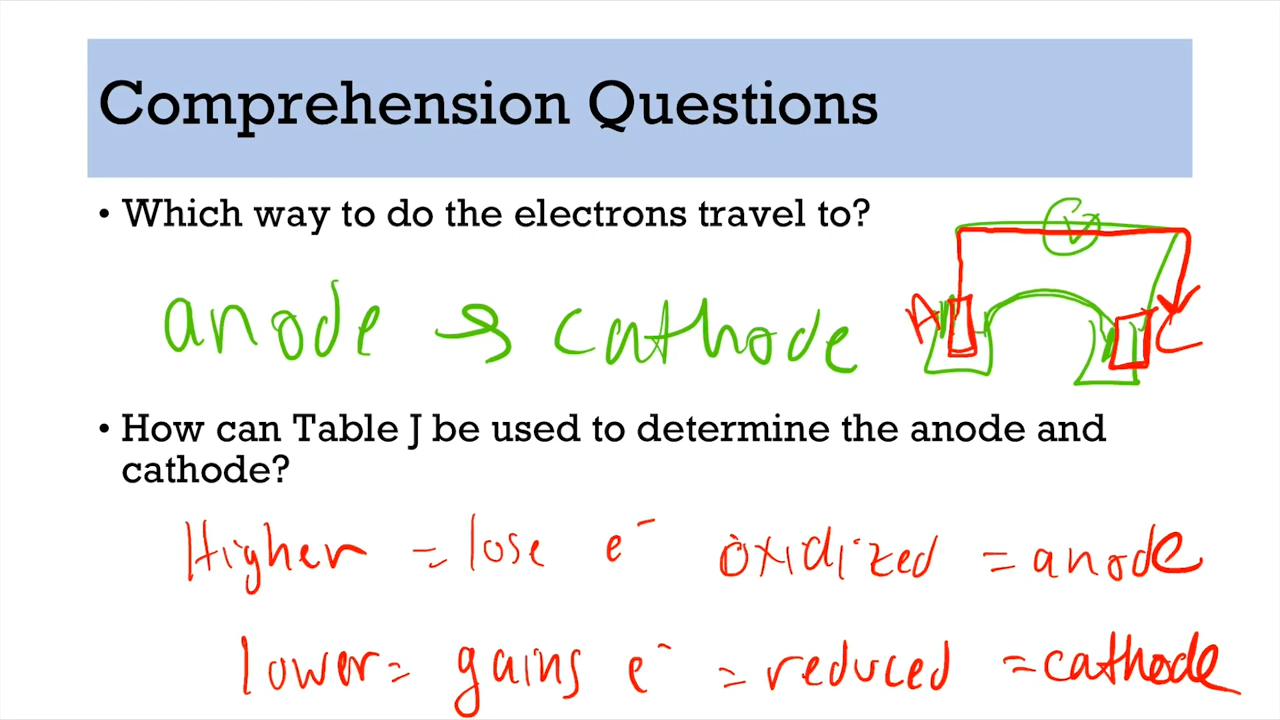 Comprehension Questions
• Which way to do the electrons travel to?
V
anode → cathode
A
C
• How can Table J be used to determine the anode and
cathode?
Higher = lose e⁻ oxidized = anode
lower = gains e⁻ = reduced = cathode